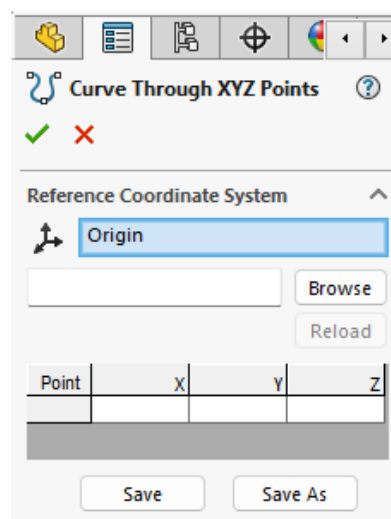 Curve Through XYZ Points ?
Reference Coordinate System
Origin
Browse
Reload
Point X Y Z
Save Save As